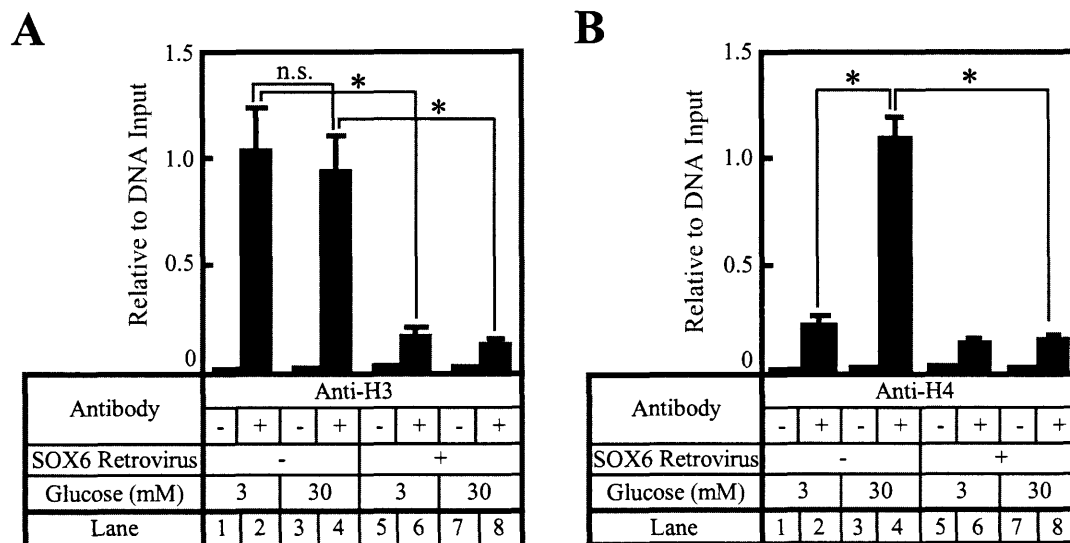 A
Relative to DNA Input
1.5
1.0
0.5
0
n.s.
*
*
Antibody
Anti-H3
- + - + - + - +
SOX6 Retrovirus - +
Glucose (mM) 3 30 3 30
Lane 1 2 3 4 5 6 7 8
B
Relative to DNA Input
1.5
1.0
0.5
0
*
*
Antibody
Anti-H4
- + - + - + - +
SOX6 Retrovirus - +
Glucose (mM) 3 30 3 30
Lane 1 2 3 4 5 6 7 8